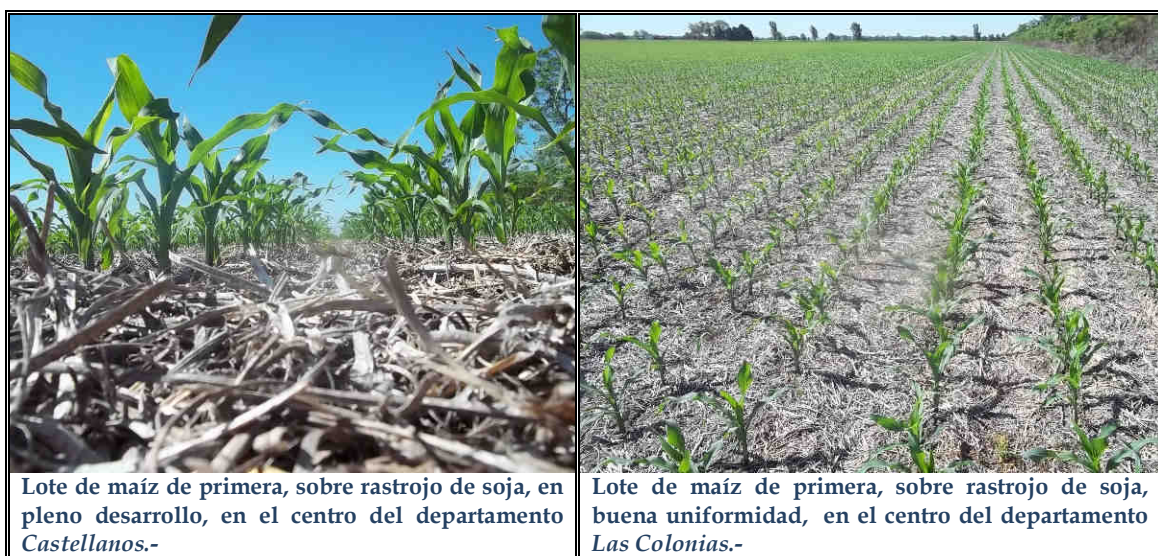 Lote de maíz de primera, sobre rastrojo de soja, en
pleno desarrollo, en el centro del departamento
Castellanos.-
Lote de maíz de primera, sobre rastrojo de soja,
buena uniformidad, en el centro del departamento
Las Colonias.-